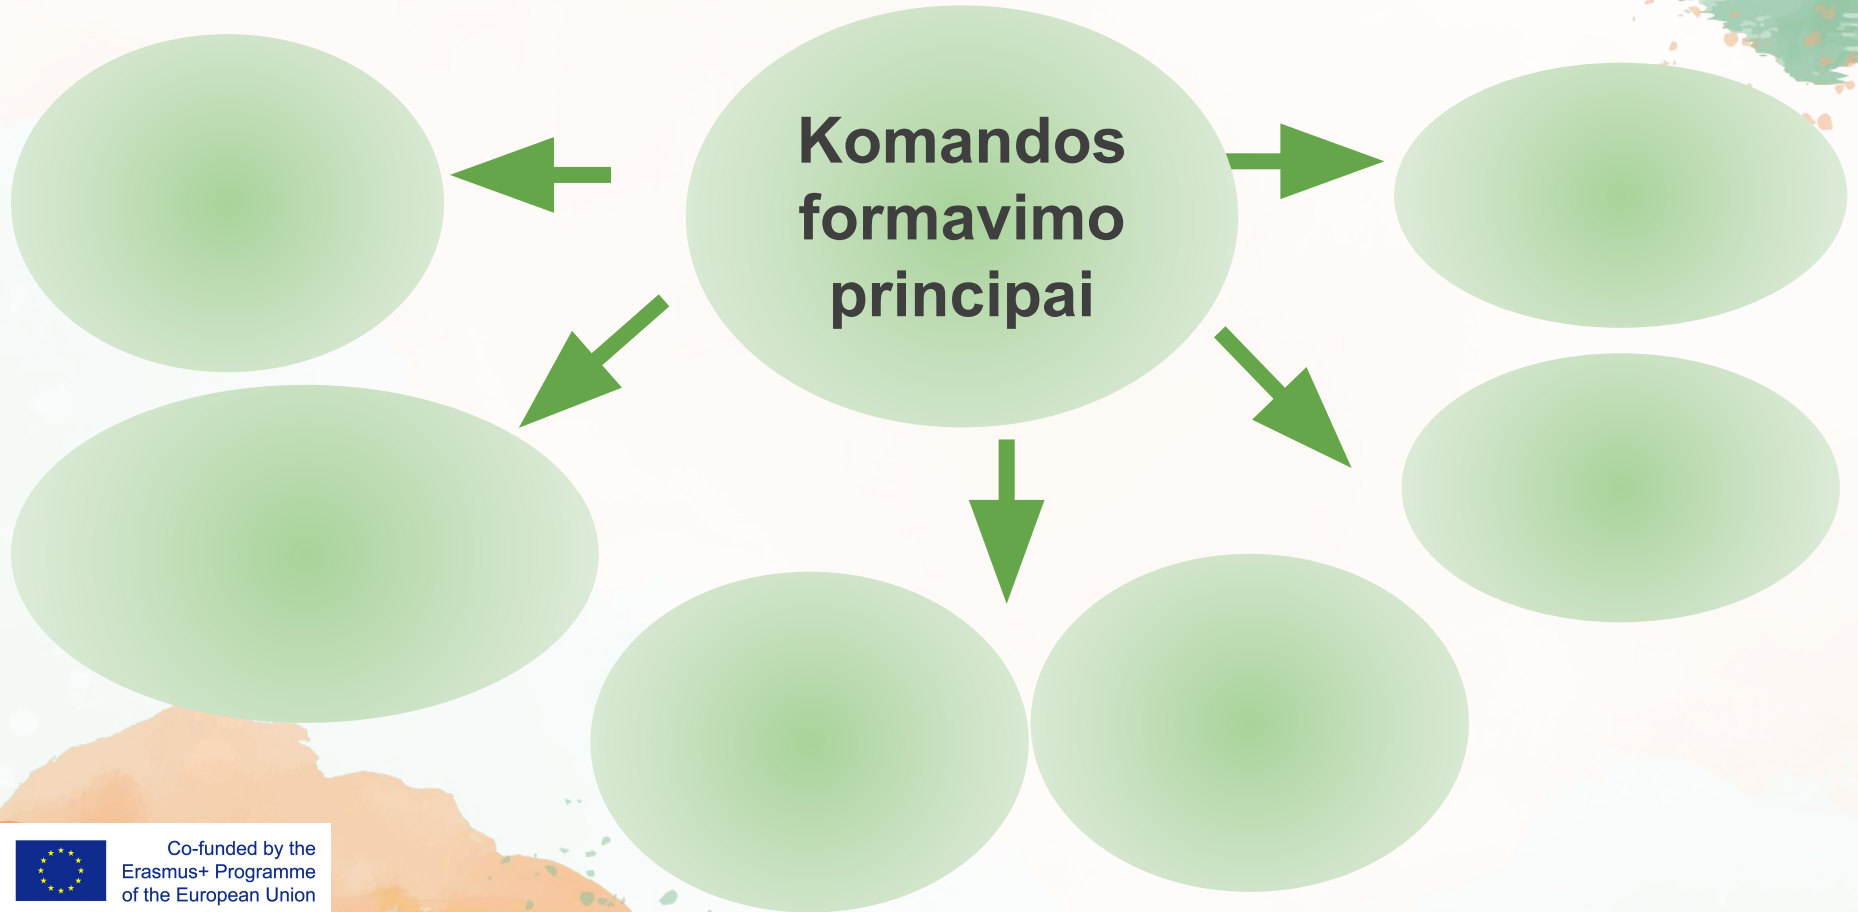 Komandos
formavimo
principai
Co-funded by the
Erasmus+ Programme
of the European Union